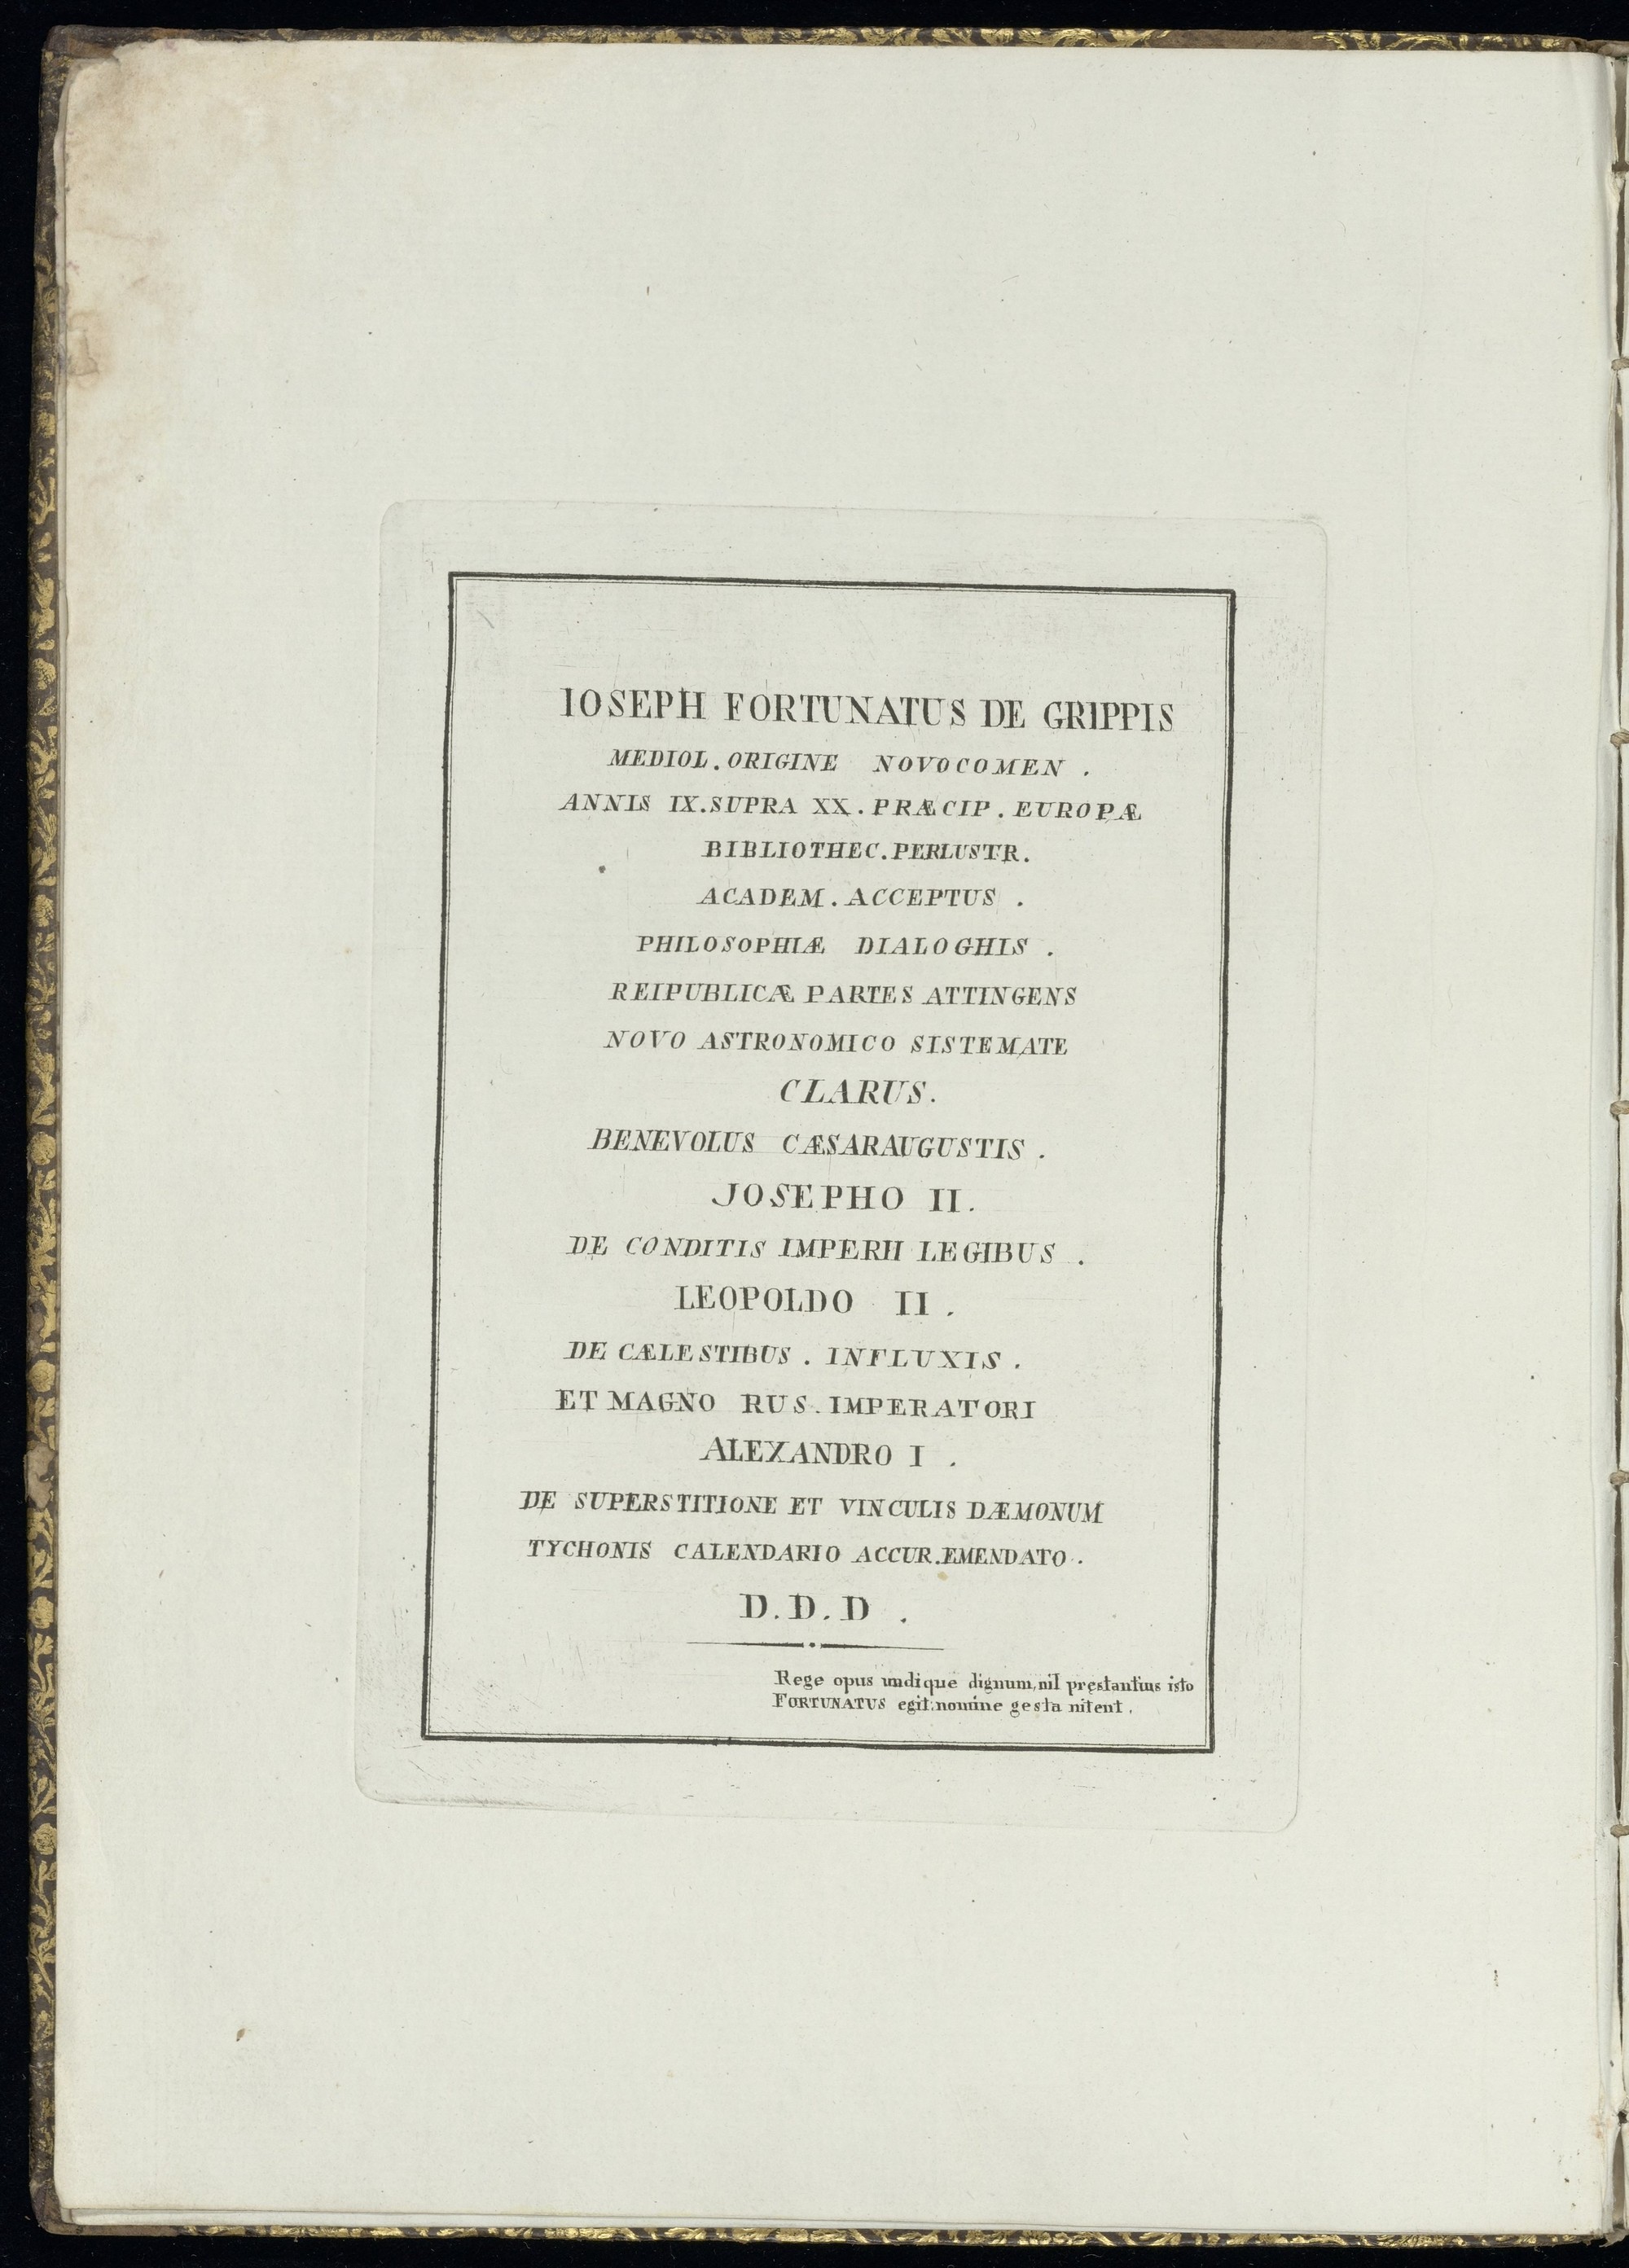 IOSEPH FORTUNATUS DE GRIPPIS
MEDIOL. ORIGINE NOVOCOMEN.
ANNIS IX. SUPRA XX. PRÆCIP. EUROPÆ
BIBLIOTHEC. PERLUSTR.
ACADEM. ACCEPTUS.
PHILOSOPHIÆ DIALOGHIS.
REIPUBLICÆ PARTES ATTINGENS
NOVO ASTRONOMICO SISTEMATE
CLARUS.
BENEVOLUS CÆSARAUGUSTIS.
JOSEPHO II.
DE CONDITIS IMPERII LEGIBUS.
LEOPOLDO II.
DE CÆLESTIBUS. INFLUXIS.
ET MAGNO RUS. IMPERATORI
ALEXANDRO I.
DE SUPERSTITIONE ET VINCULIS DÆMONUM
TYCHONIS CALENDARIO ACCUR. EMENDATO.
D. D. D.
Rege opus undique dignum, nil pręstantius isto
FORTUNATUS egit: nomine gesta nitent.